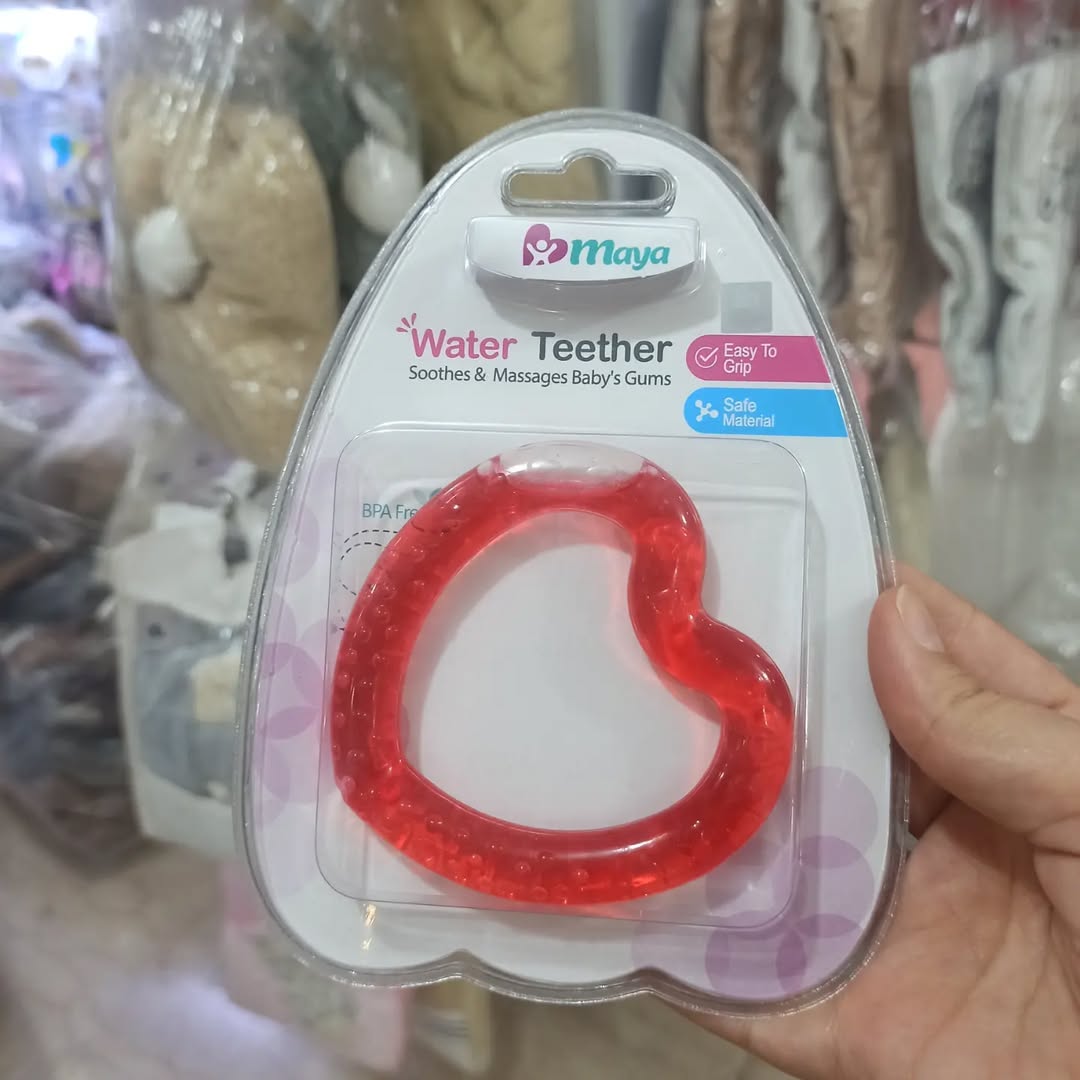 maya
Water Teether
Soothes & Massages Baby's Gums
Easy To
Grip
Safe
Material
BPA Fre